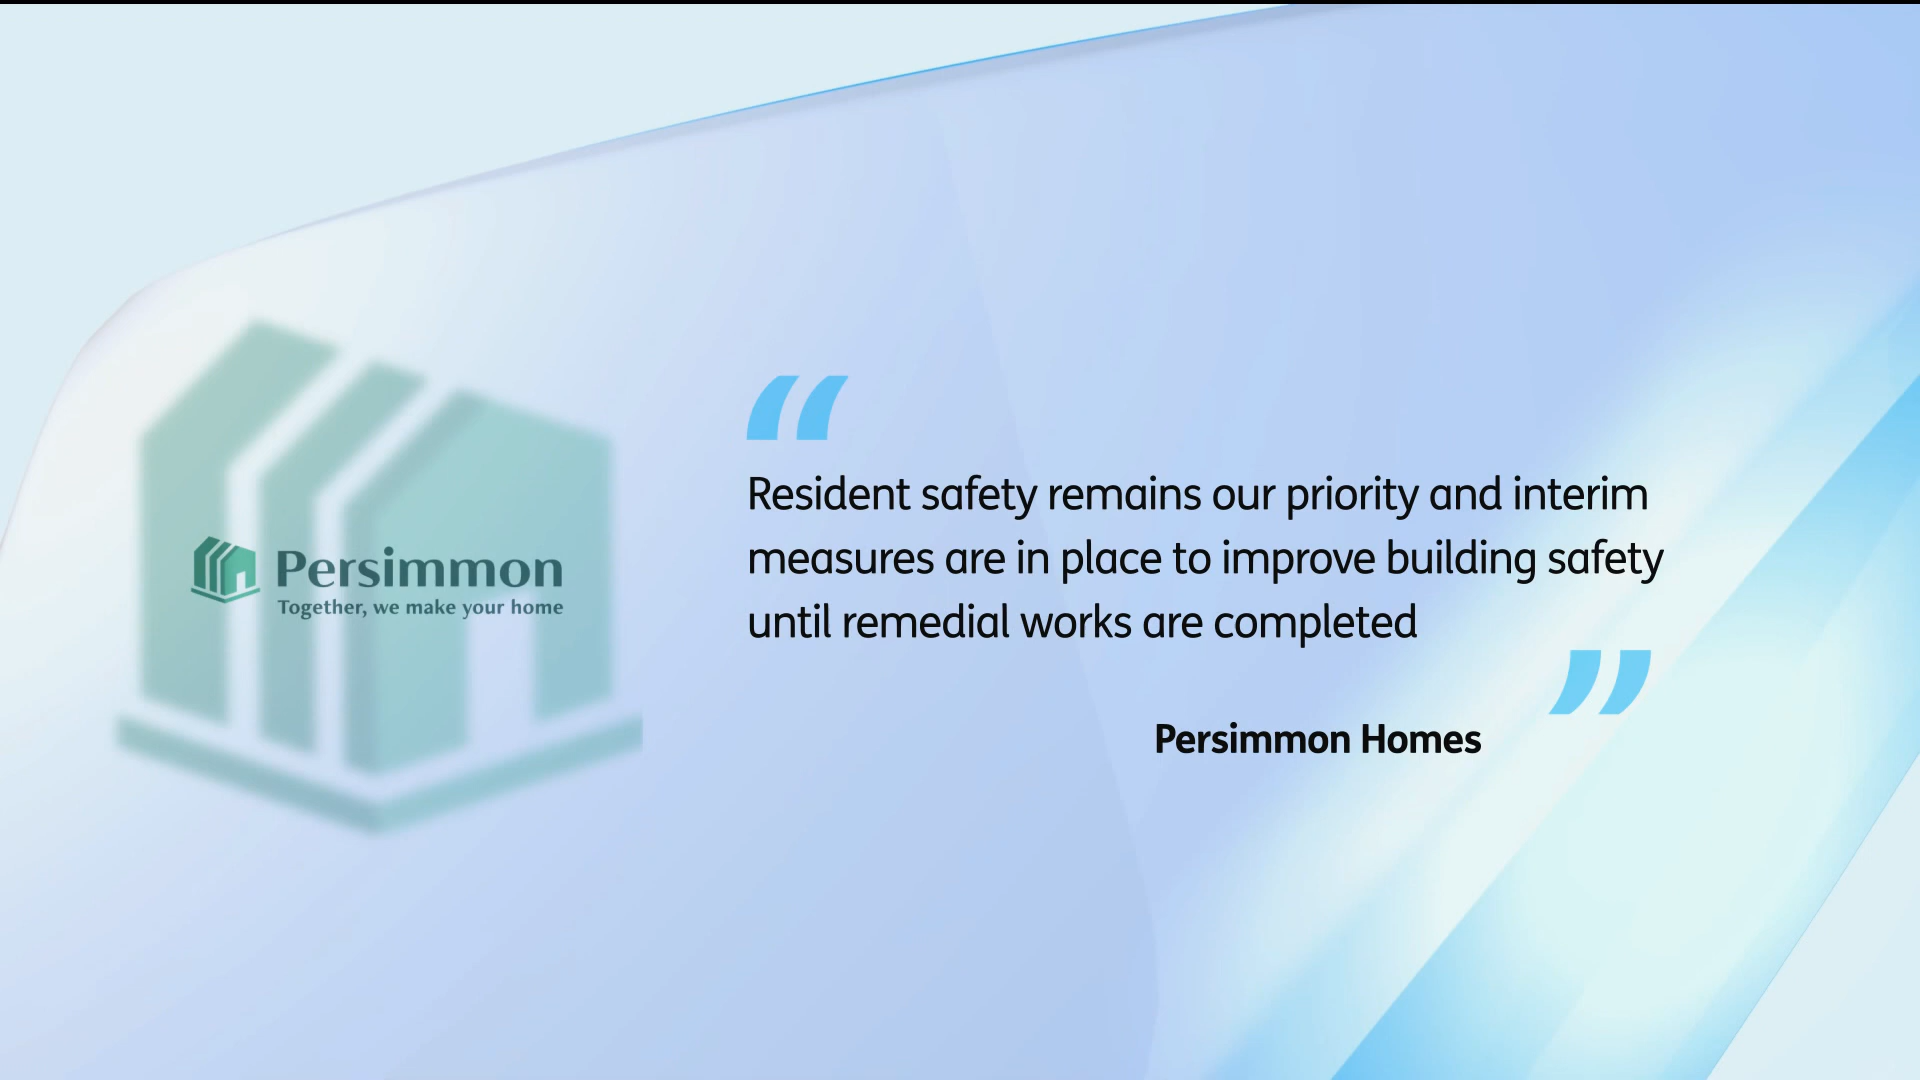 Persimmon
Together, we make your home
“
Resident safety remains our priority and interim
measures are in place to improve building safety
until remedial works are completed
”
Persimmon Homes